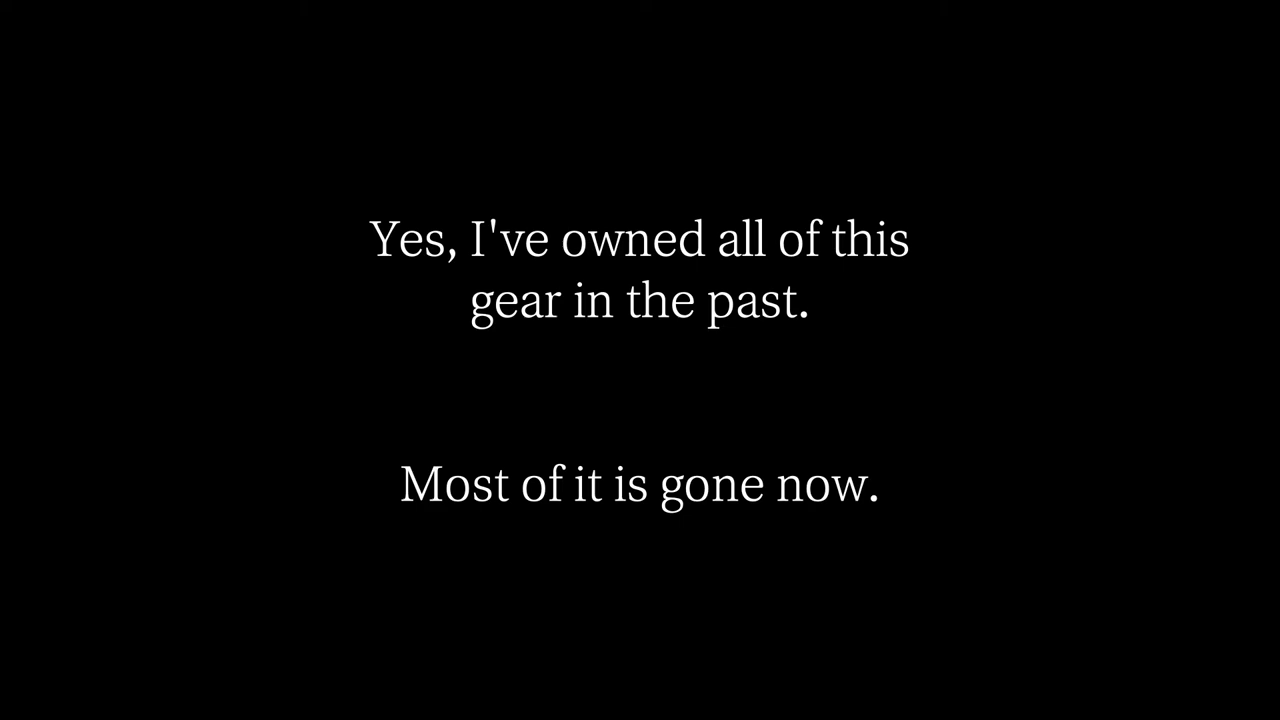 Yes, I've owned all of this
gear in the past.
Most of it is gone now.